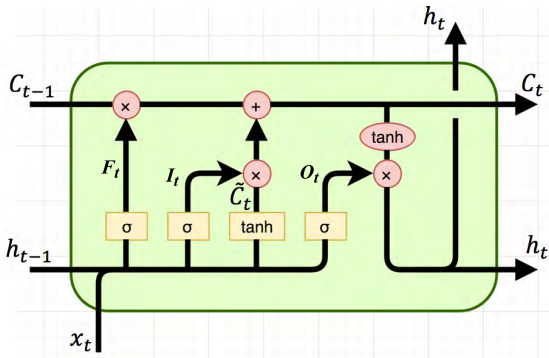 h_t
C_{t-1}
C_t
×
+
tanh
F_t
I_t
×
O_t
×
C̃_t
σ
σ
tanh
σ
h_{t-1}
h_t
x_t